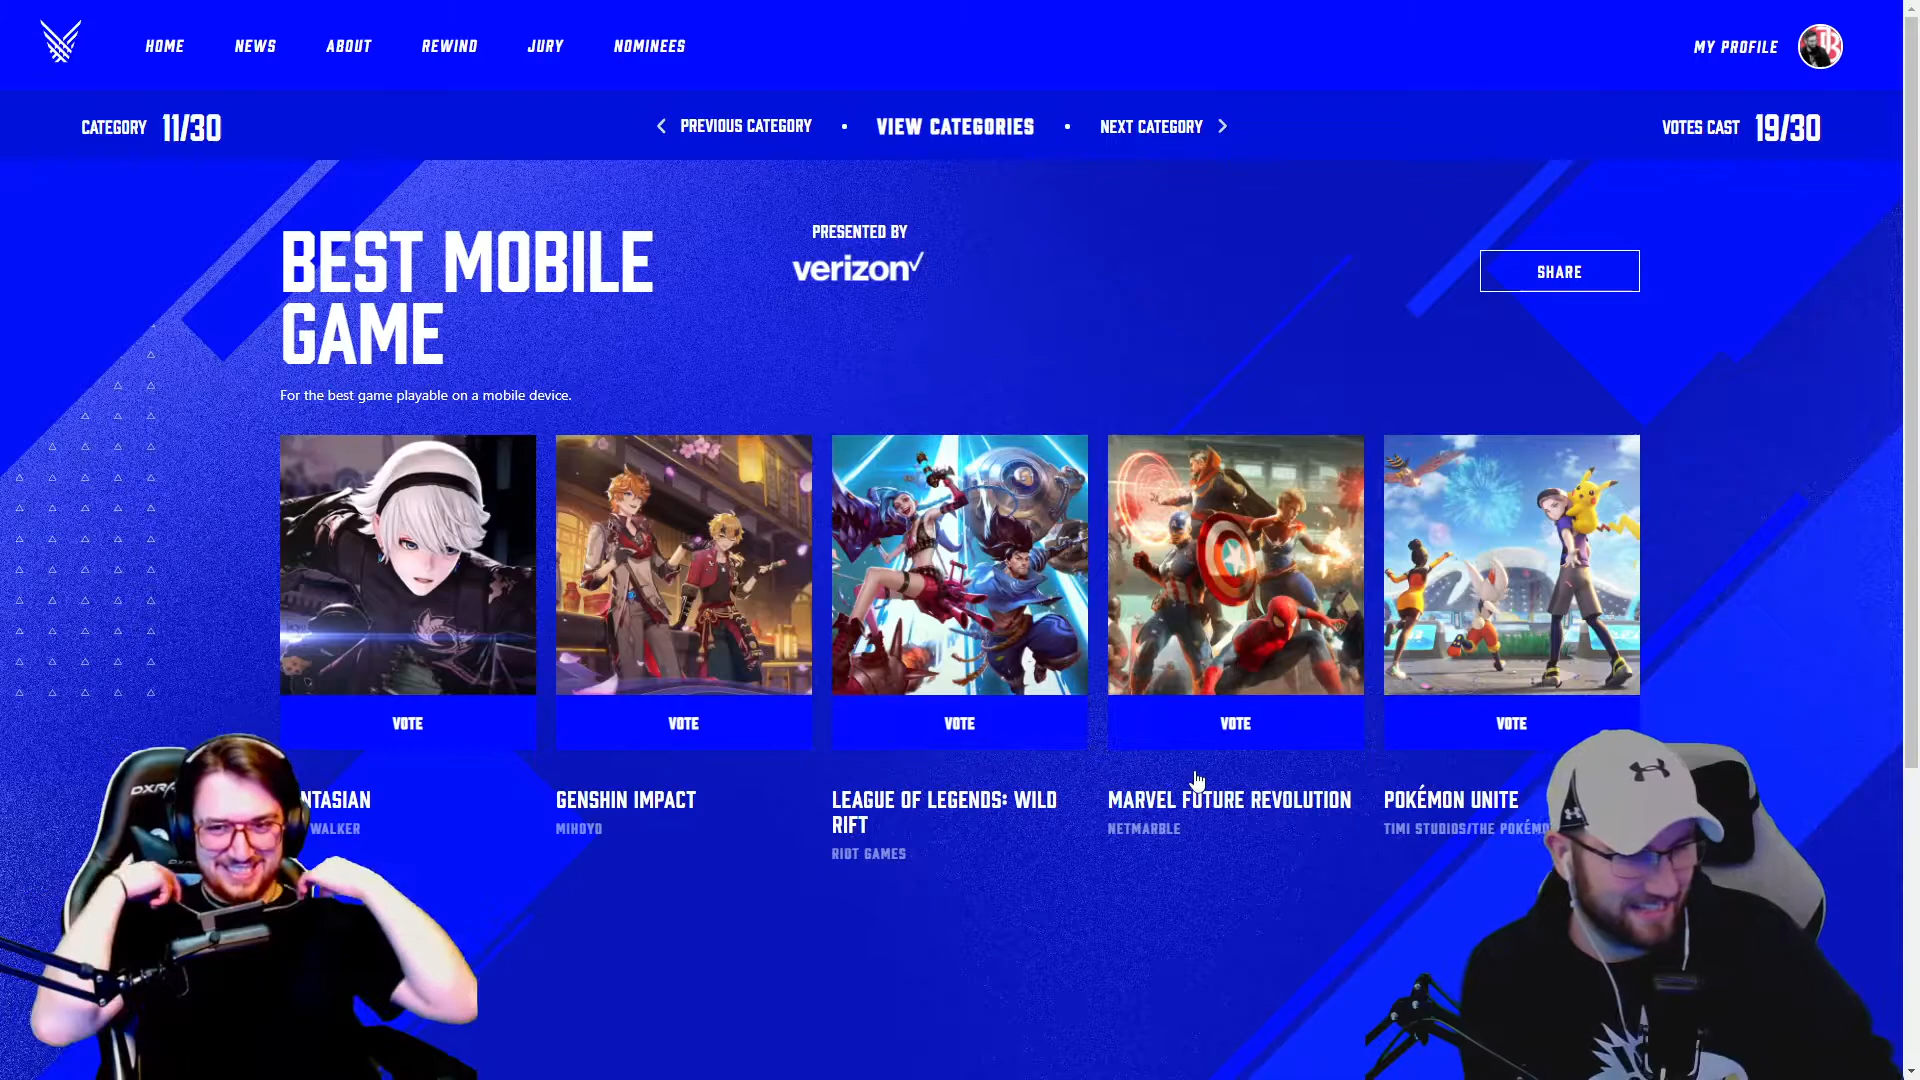 HOME NEWS ABOUT REWIND JURY NOMINEES MY PROFILE
CATEGORY 11/30 PREVIOUS CATEGORY • VIEW CATEGORIES • NEXT CATEGORY VOTES CAST 19/30
BEST MOBILE
GAME
PRESENTED BY
verizon✓
SHARE
For the best game playable on a mobile device.
VOTE VOTE VOTE VOTE VOTE
NTASIAN
WALKER
GENSHIN IMPACT
MIHOYO
LEAGUE OF LEGENDS: WILD
RIFT
RIOT GAMES
MARVEL FUTURE REVOLUTION
NETMARBLE
POKÉMON UNITE
TIMI STUDIOS/THE POKÉMO